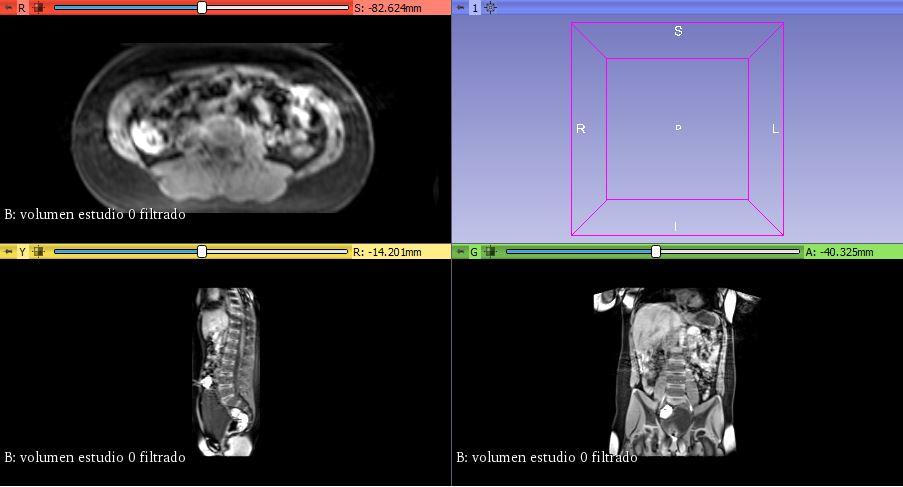 R S: -82.624mm
1
S
R P L
I
B: volumen estudio 0 filtrado
Y R: -14.201mm
G A: -40.325mm
B: volumen estudio 0 filtrado
B: volumen estudio 0 filtrado